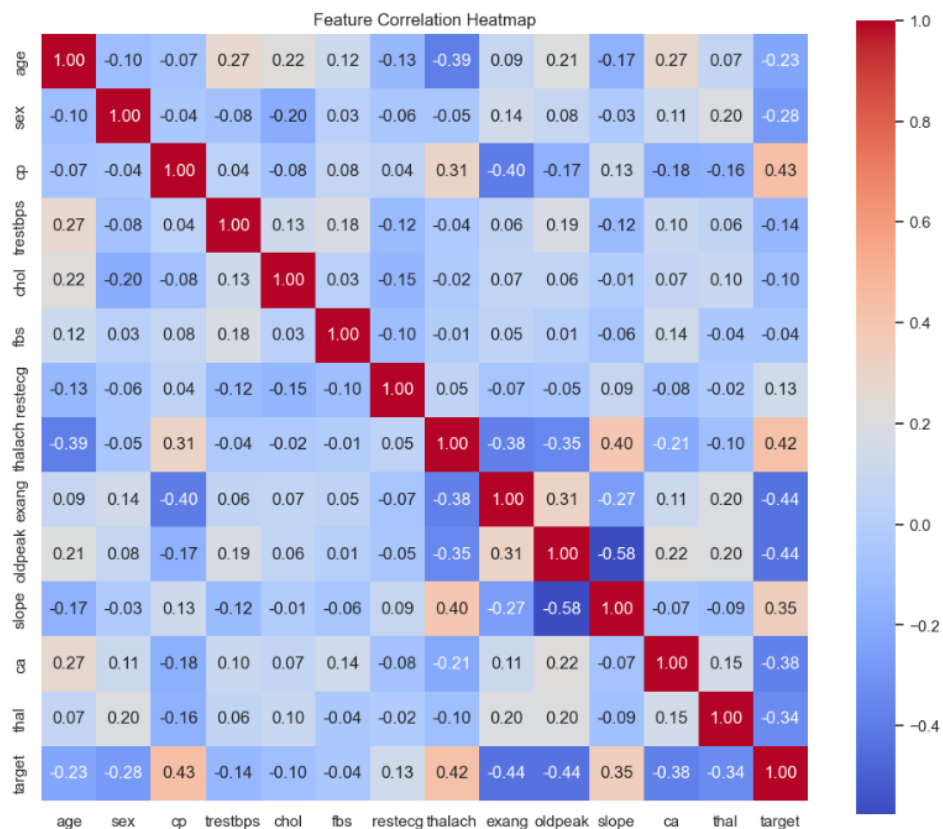 Feature Correlation Heatmap
age 1.00 -0.10 -0.07 0.27 0.22 0.12 -0.13 -0.39 0.09 0.21 -0.17 0.27 0.07 -0.23
sex -0.10 1.00 -0.04 -0.08 -0.20 0.03 -0.06 -0.05 0.14 0.08 -0.03 0.11 0.20 -0.28
cp -0.07 -0.04 1.00 0.04 -0.08 0.08 0.04 0.31 -0.40 -0.17 0.13 -0.18 -0.16 0.43
trestbps 0.27 -0.08 0.04 1.00 0.13 0.18 -0.12 -0.04 0.06 0.19 -0.12 0.10 0.06 -0.14
chol 0.22 -0.20 -0.08 0.13 1.00 0.03 -0.15 -0.02 0.07 0.06 -0.01 0.07 0.10 -0.10
fbs 0.12 0.03 0.08 0.18 0.03 1.00 -0.10 -0.01 0.05 0.01 -0.06 0.14 -0.04 -0.04
restecg -0.13 -0.06 0.04 -0.12 -0.15 -0.10 1.00 0.05 -0.07 -0.05 0.09 -0.08 -0.02 0.13
thalach -0.39 -0.05 0.31 -0.04 -0.02 -0.01 0.05 1.00 -0.38 -0.35 0.40 -0.21 -0.10 0.42
exang 0.09 0.14 -0.40 0.06 0.07 0.05 -0.07 -0.38 1.00 0.31 -0.27 0.11 0.20 -0.44
oldpeak 0.21 0.08 -0.17 0.19 0.06 0.01 -0.05 -0.35 0.31 1.00 -0.58 0.22 0.20 -0.44
slope -0.17 -0.03 0.13 -0.12 -0.01 -0.06 0.09 0.40 -0.27 -0.58 1.00 -0.07 -0.09 0.35
ca 0.27 0.11 -0.18 0.10 0.07 0.14 -0.08 -0.21 0.11 0.22 -0.07 1.00 0.15 -0.38
thal 0.07 0.20 -0.16 0.06 0.10 -0.04 -0.02 -0.10 0.20 0.20 -0.09 0.15 1.00 -0.34
target -0.23 -0.28 0.43 -0.14 -0.10 -0.04 0.13 0.42 -0.44 -0.44 0.35 -0.38 -0.34 1.00
age sex cp trestbps chol fbs restecg thalach exang oldpeak slope ca thal target
1.0
0.8
0.6
0.4
0.2
0.0
−0.2
−0.4